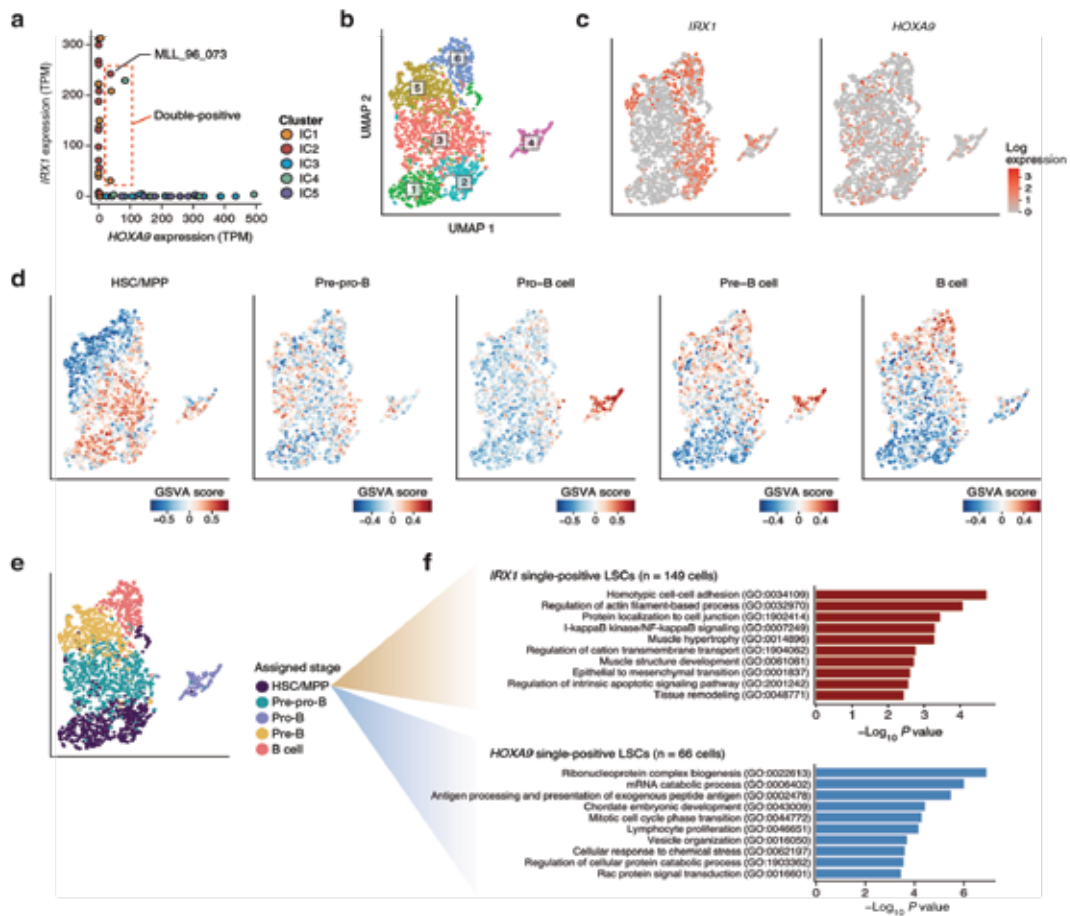 a
IRX1 expression (TPM)
300
200
100
0
MLL_96_073
Double-positive
Cluster
IC1
IC2
IC3
IC4
IC5
0 100 200 300 400 500
HOXA9 expression (TPM)
b
UMAP 2
6
5
3
4
1
2
UMAP 1
c
IRX1
HOXA9
Log
expression
3
2
1
0
d
HSC/MPP
Pre-pro-B
Pro–B cell
Pre–B cell
B cell
GSVA score
−0.5 0 0.5
GSVA score
−0.4 0 0.4
GSVA score
−0.5 0 0.5
GSVA score
−0.4 0 0.4
GSVA score
−0.4 0 0.4
e
Assigned stage
HSC/MPP
Pre-pro-B
Pro-B
Pre-B
B cell
f
IRX1 single-positive LSCs (n = 149 cells)
Homotypic cell-cell adhesion (GO:0034109)
Regulation of actin filament-based process (GO:0032970)
Protein localization to cell junction (GO:1902414)
I-kappaB kinase/NF-kappaB signaling (GO:0007249)
Muscle hypertrophy (GO:0014896)
Regulation of cation transmembrane transport (GO:1904062)
Muscle structure development (GO:0061061)
Epithelial to mesenchymal transition (GO:0001837)
Regulation of intrinsic apoptotic signaling pathway (GO:2001242)
Tissue remodeling (GO:0048771)
0 1 2 3 4
−Log10 P value
HOXA9 single-positive LSCs (n = 66 cells)
Ribonucleoprotein complex biogenesis (GO:0022613)
mRNA catabolic process (GO:0006402)
Antigen processing and presentation of exogenous peptide antigen (GO:0002478)
Chordate embryonic development (GO:0043009)
Mitotic cell cycle phase transition (GO:0044772)
Lymphocyte proliferation (GO:0046651)
Vesicle organization (GO:0016050)
Cellular response to chemical stress (GO:0062197)
Regulation of cellular protein catabolic process (GO:1903362)
Rac protein signal transduction (GO:0016601)
0 2 4 6
−Log10 P value